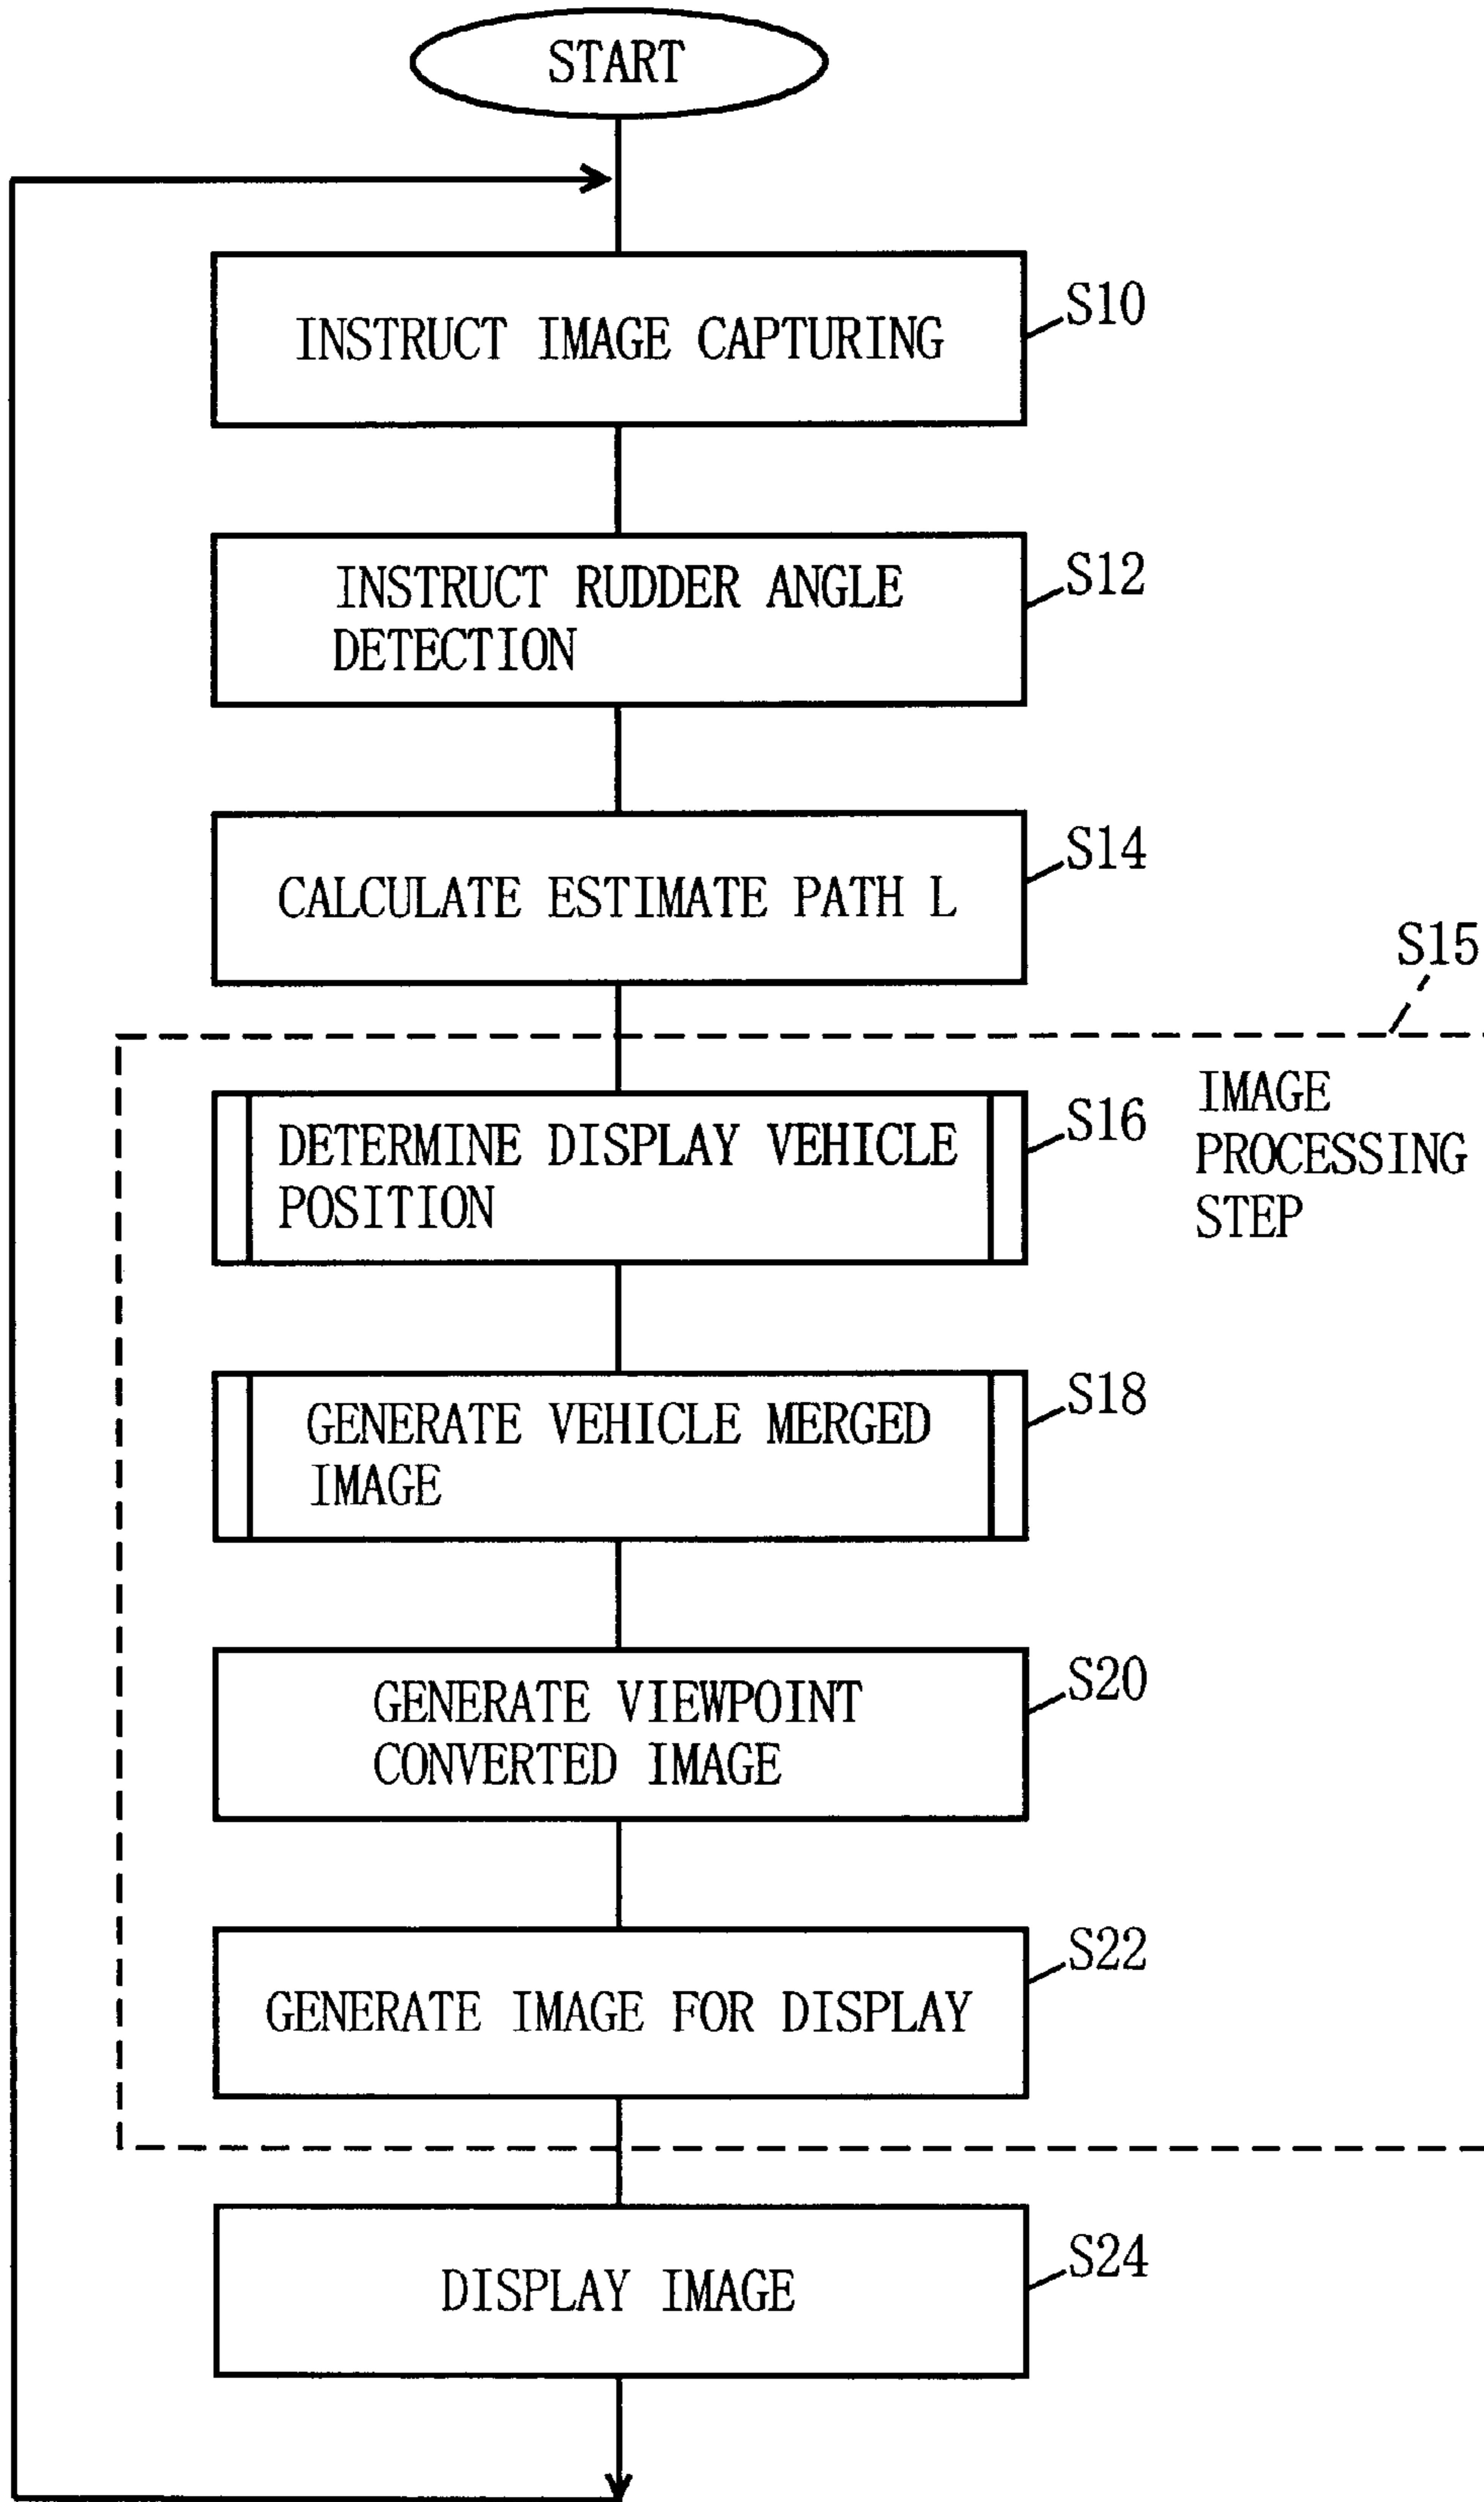 START
INSTRUCT IMAGE CAPTURING
S10
INSTRUCT RUDDER ANGLE
DETECTION
S12
CALCULATE ESTIMATE PATH L
S14
S15
IMAGE
PROCESSING
STEP
DETERMINE DISPLAY VEHICLE
POSITION
S16
GENERATE VEHICLE MERGED
IMAGE
S18
GENERATE VIEWPOINT
CONVERTED IMAGE
S20
GENERATE IMAGE FOR DISPLAY
S22
DISPLAY IMAGE
S24